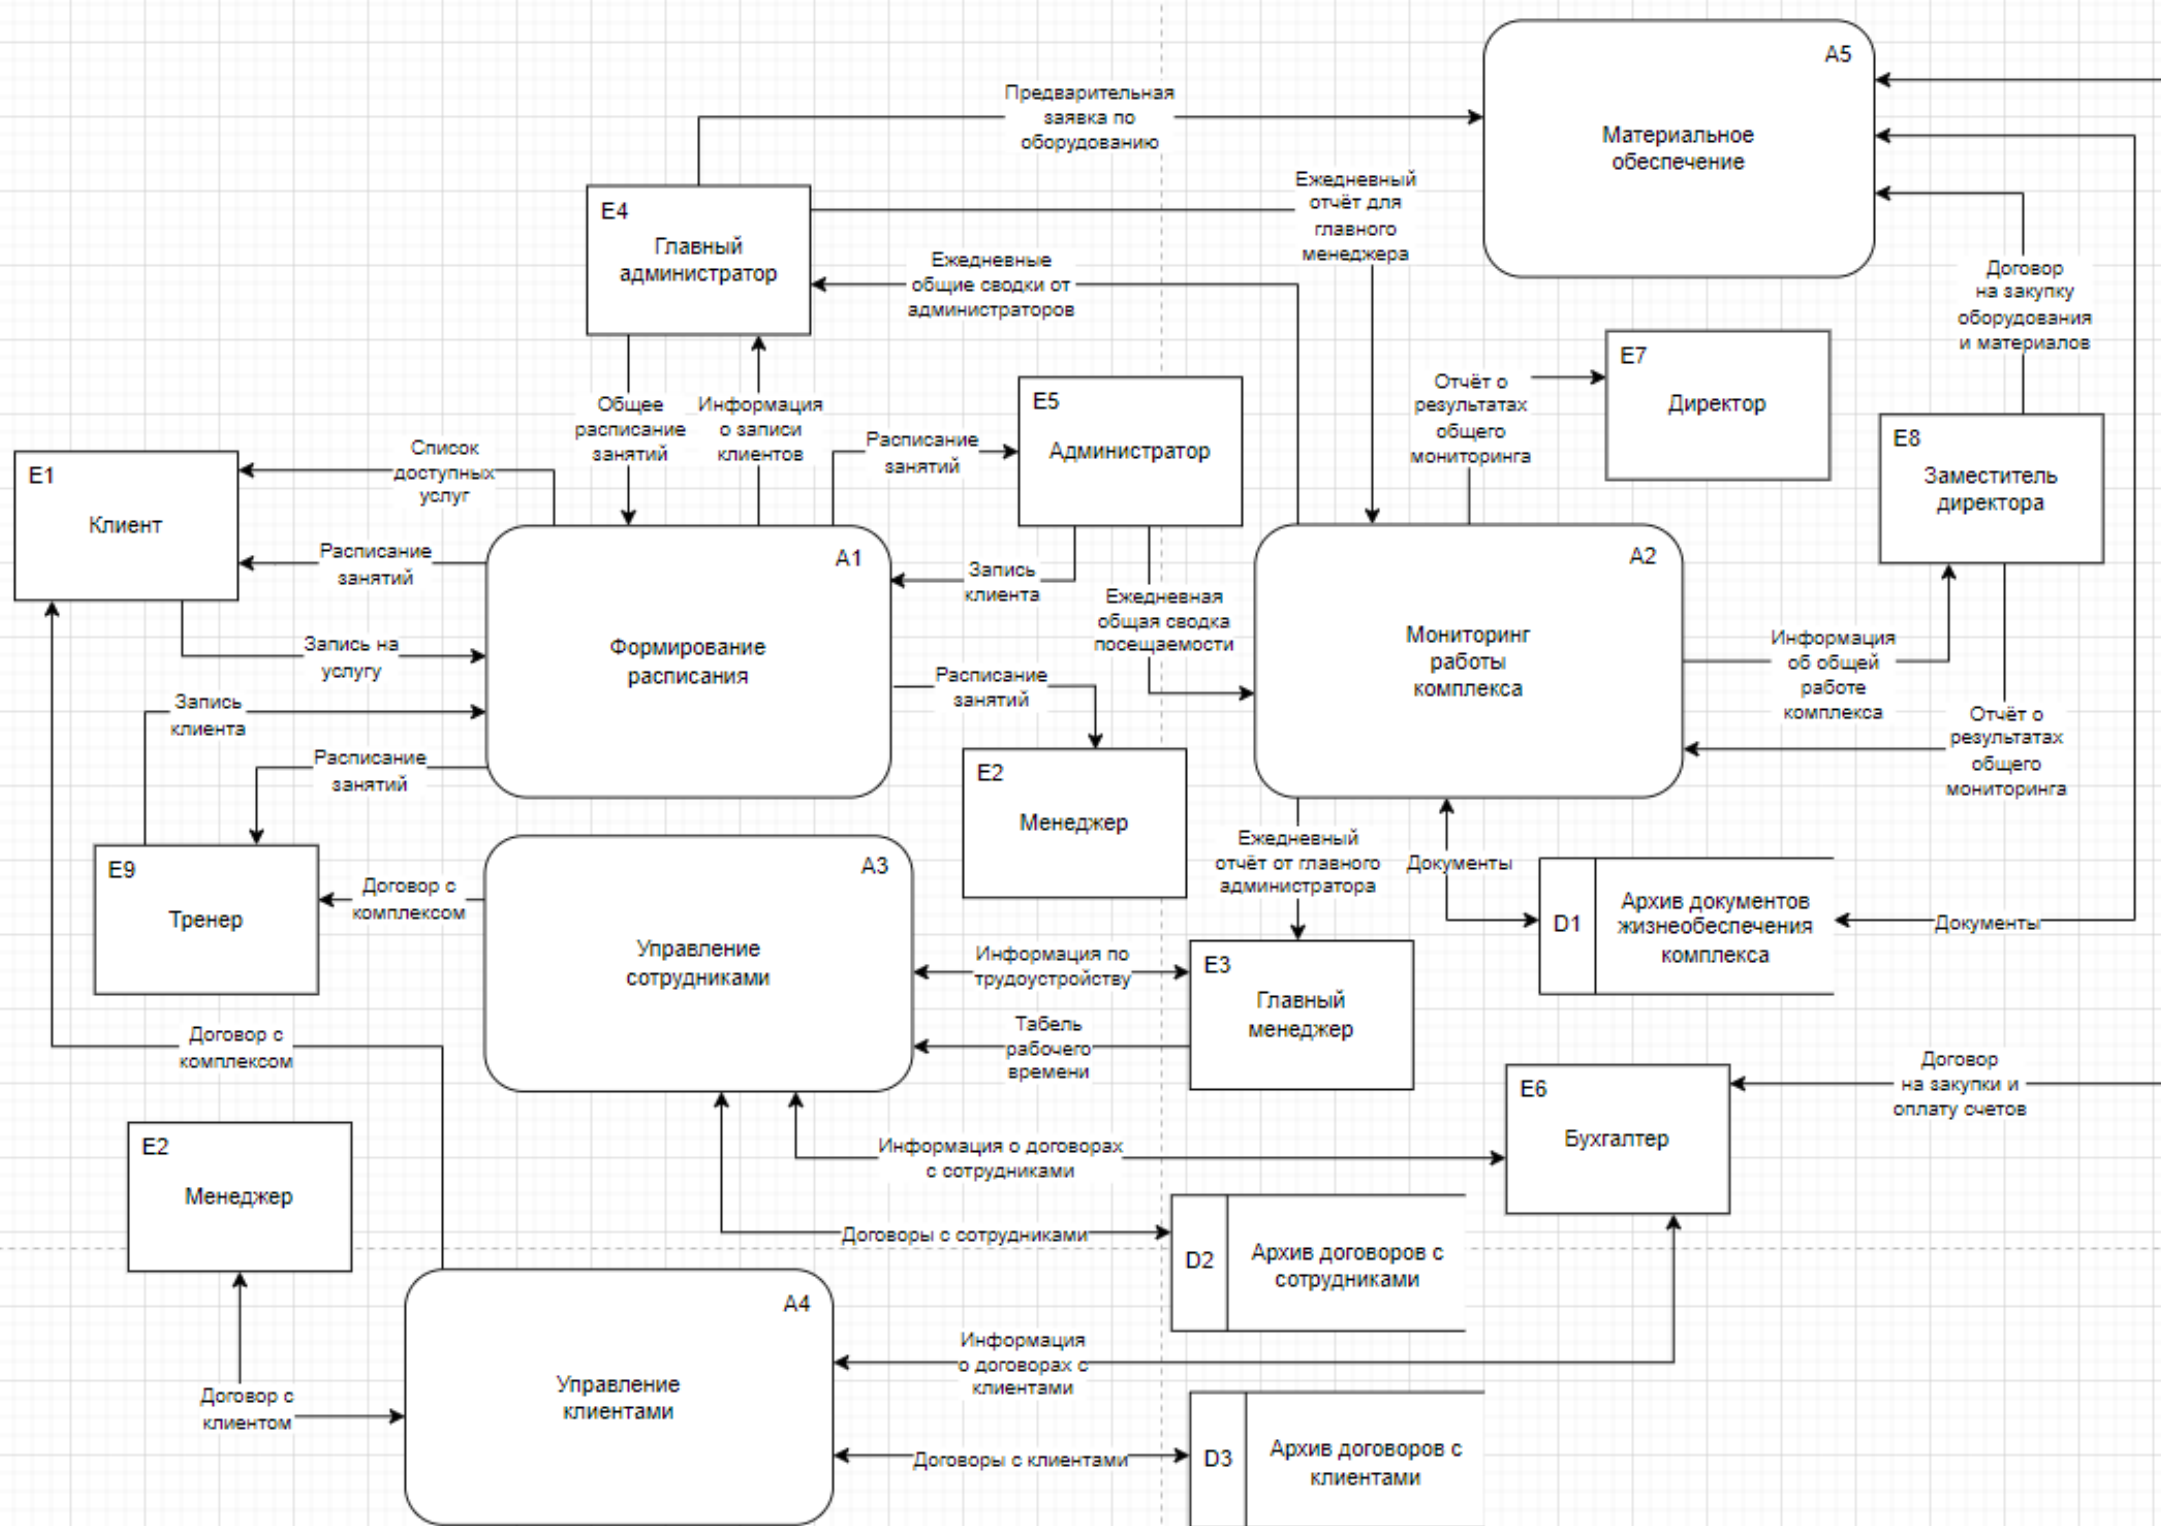 A5
Материальное
обеспечение
Предварительная
заявка по
оборудованию
Ежедневный
отчёт для
главного
менеджера
E4
Главный
администратор
Ежедневные
общие сводки от
администраторов
Договор
на закупку
оборудования
и материалов
E7
Директор
Отчёт о
результатах
общего
мониторинга
E5
Администратор
Общее
расписание
занятий
Информация
о записи
клиентов
Расписание
занятий
E8
Заместитель
директора
Список
доступных
услуг
E1
Клиент
Расписание
занятий
A1
Формирование
расписания
Запись
клиента
Ежедневная
общая сводка
посещаемости
A2
Мониторинг
работы
комплекса
Информация
об общей
работе
комплекса
Запись на
услугу
Расписание
занятий
Запись
клиента
Отчёт о
результатах
общего
мониторинга
Расписание
занятий
E2
Менеджер
Ежедневный
отчёт от главного
администратора
Документы
E9
Тренер
Договор с
комплексом
A3
Управление
сотрудниками
D1
Архив документов
жизнеобеспечения
комплекса
Документы
Информация по
трудоустройству
E3
Главный
менеджер
Табель
рабочего
времени
Договор с
комплексом
E6
Бухгалтер
Договор
на закупки и
оплату счетов
E2
Менеджер
Информация о договорах
с сотрудниками
Договоры с сотрудниками
D2
Архив договоров с
сотрудниками
A4
Управление
клиентами
Информация
о договорах с
клиентами
Договор с
клиентом
Договоры с клиентами
D3
Архив договоров с
клиентами